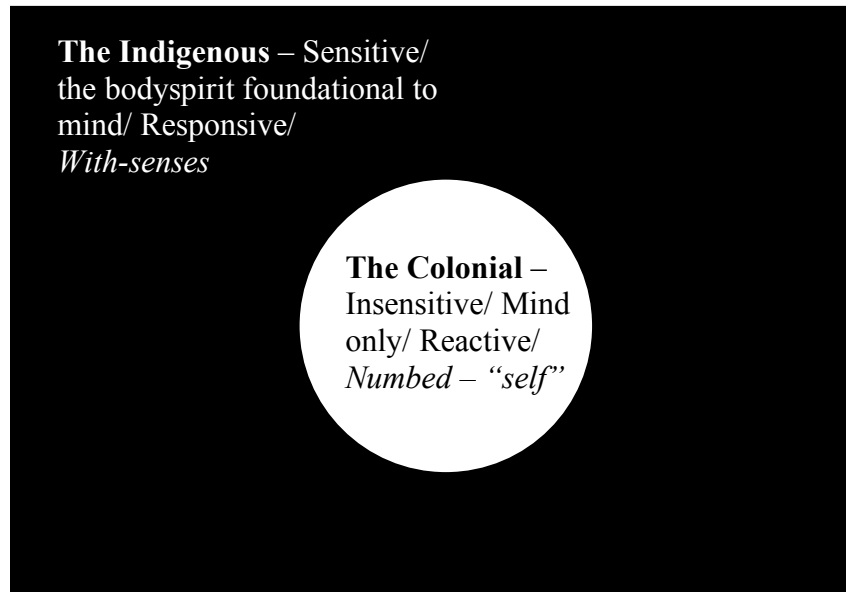 The Indigenous – Sensitive/
the bodyspirit foundational to
mind/ Responsive/
With-senses
The Colonial –
Insensitive/ Mind
only/ Reactive/
Numbed – “self”